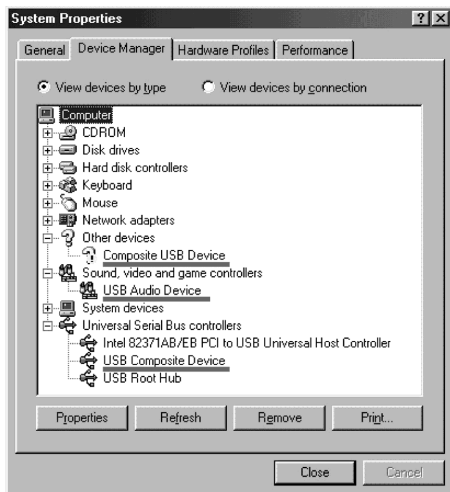 System Properties
General Device Manager Hardware Profiles Performance
View devices by type View devices by connection
Computer
CDROM
Disk drives
Hard disk controllers
Keyboard
Mouse
Network adapters
Other devices
Composite USB Device
Sound, video and game controllers
USB Audio Device
System devices
Universal Serial Bus controllers
Intel 82371AB/EB PCI to USB Universal Host Controller
USB Composite Device
USB Root Hub
Properties Refresh Remove Print...
Close Cancel